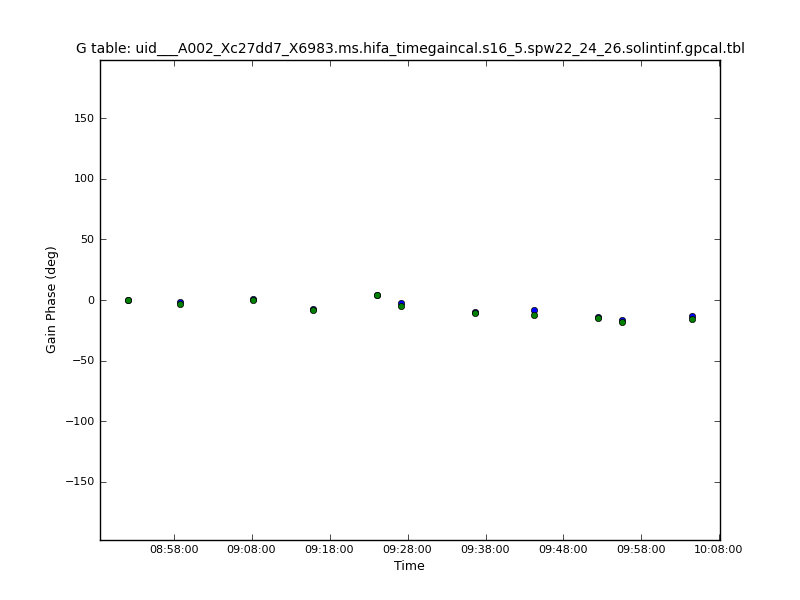 G table: uid___A002_Xc27dd7_X6983.ms.hifa_timegaincal.s16_5.spw22_24_26.solintinf.gpcal.tbl
150
100
50
0
−50
−100
−150
Gain Phase (deg)
08:58:00 09:08:00 09:18:00 09:28:00 09:38:00 09:48:00 09:58:00 10:08:00
Time